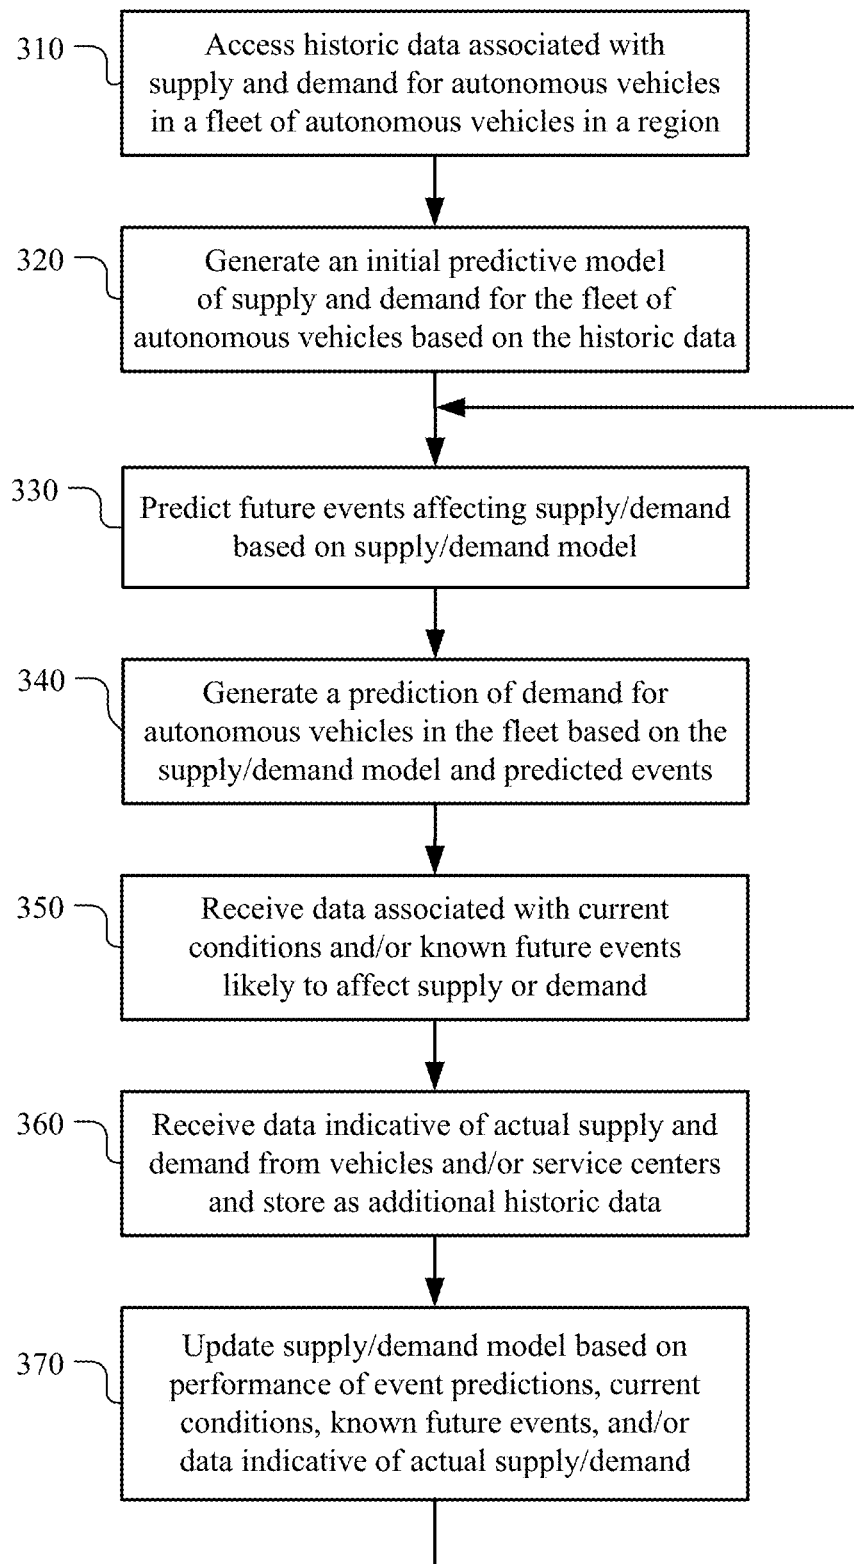 310
Access historic data associated with
supply and demand for autonomous vehicles
in a fleet of autonomous vehicles in a region
320
Generate an initial predictive model
of supply and demand for the fleet of
autonomous vehicles based on the historic data
330
Predict future events affecting supply/demand
based on supply/demand model
340
Generate a prediction of demand for
autonomous vehicles in the fleet based on the
supply/demand model and predicted events
350
Receive data associated with current
conditions and/or known future events
likely to affect supply or demand
360
Receive data indicative of actual supply and
demand from vehicles and/or service centers
and store as additional historic data
370
Update supply/demand model based on
performance of event predictions, current
conditions, known future events, and/or
data indicative of actual supply/demand